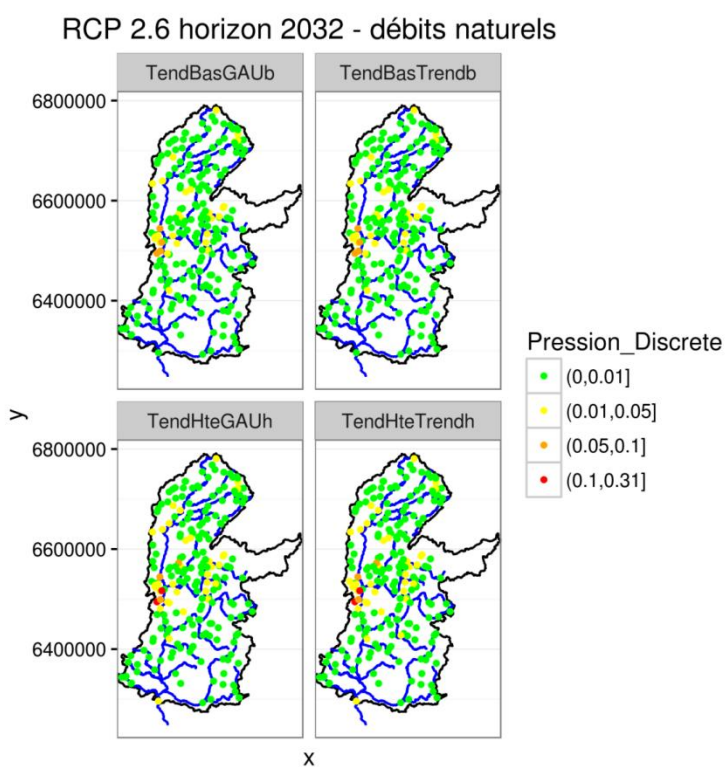 RCP 2.6 horizon 2032 - débits naturels
TendBasGAUb
TendBasTrendb
6800000
6600000
6400000
TendHteGAUh
TendHteTrendh
6800000
6600000
6400000
y
x
Pression_Discrete
(0,0.01]
(0.01,0.05]
(0.05,0.1]
(0.1,0.31]